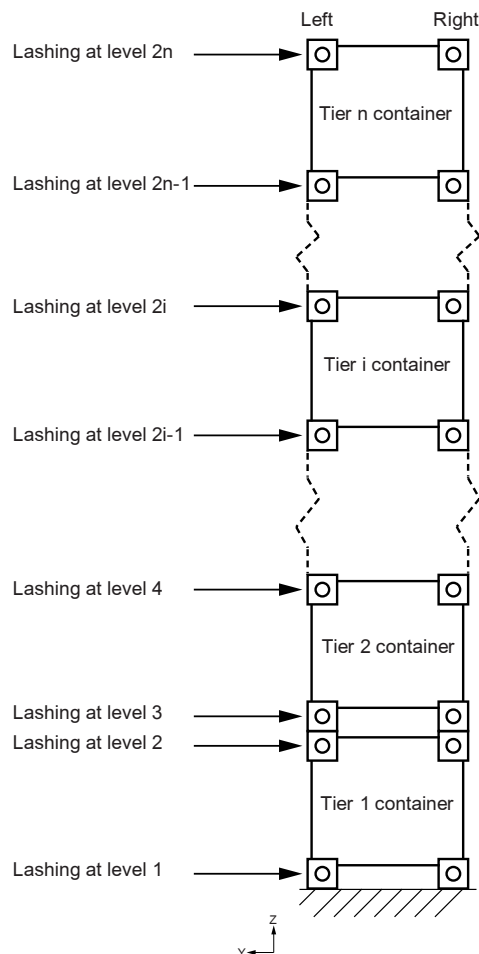 Left Right
Lashing at level 2n
Tier n container
Lashing at level 2n-1
Lashing at level 2i
Tier i container
Lashing at level 2i-1
Lashing at level 4
Tier 2 container
Lashing at level 3
Lashing at level 2
Tier 1 container
Lashing at level 1
Z
Y